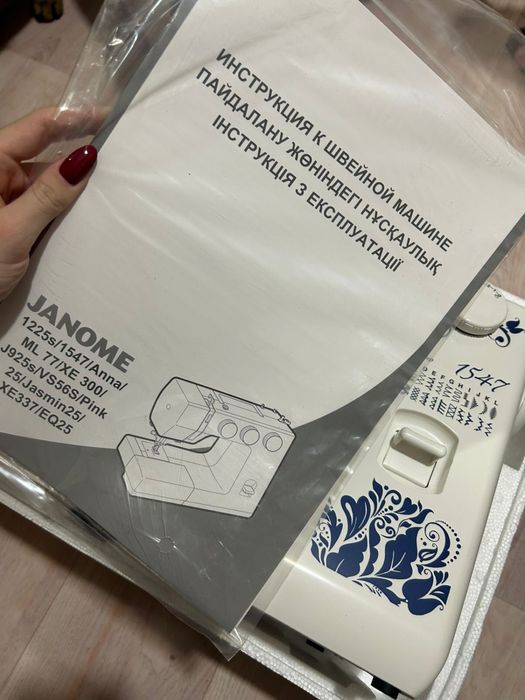 ИНСТРУКЦИЯ К ШВЕЙНОЙ МАШИНЕ
ПАЙДАЛАНУ ЖӨНІНДЕГІ НҰСҚАУЛЫҚ
ІНСТРУКЦІЯ З ЕКСПЛУАТАЦІЇ
JANOME
1225s/1547/Anna/
ML 77/XE 300/
J925s/VS56S/Pink
25/Jasmin25/
XE337/EQ25
1547